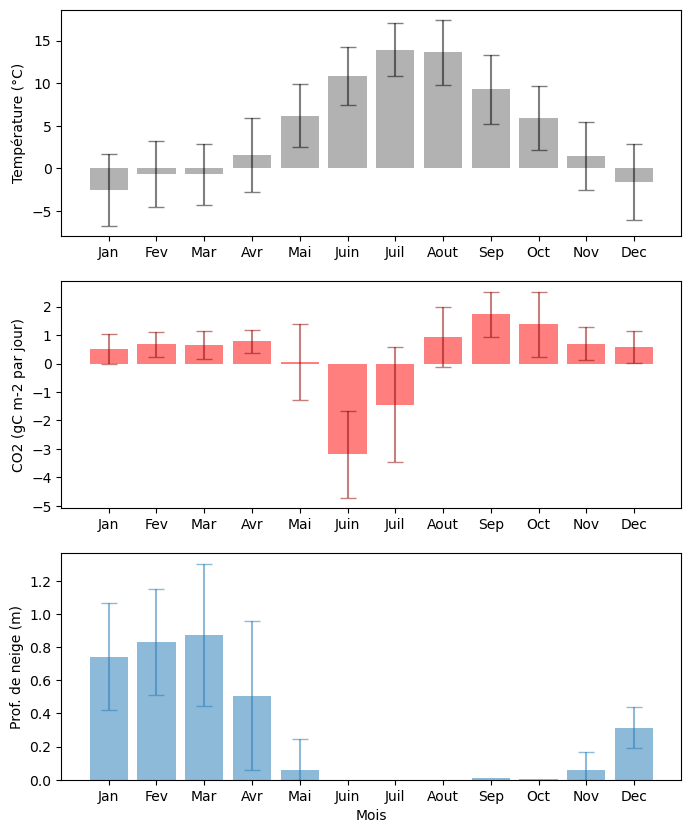 Température (°C)
15
10
5
0
−5
Jan Fev Mar Avr Mai Juin Juil Aout Sep Oct Nov Dec
CO2 (gC m-2 par jour)
2
1
0
−1
−2
−3
−4
−5
Jan Fev Mar Avr Mai Juin Juil Aout Sep Oct Nov Dec
Prof. de neige (m)
1.2
1.0
0.8
0.6
0.4
0.2
0.0
Jan Fev Mar Avr Mai Juin Juil Aout Sep Oct Nov Dec
Mois